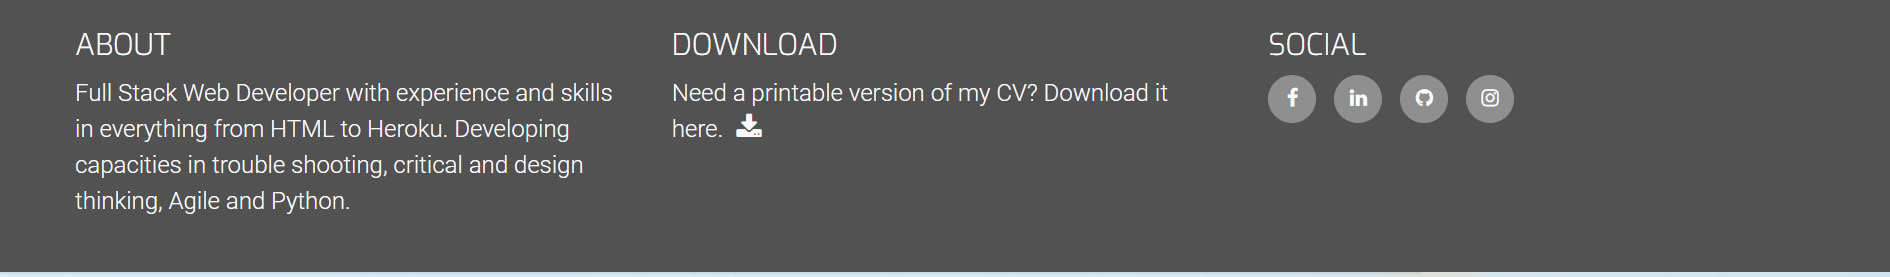 ABOUT
Full Stack Web Developer with experience and skills
in everything from HTML to Heroku. Developing
capacities in trouble shooting, critical and design
thinking, Agile and Python.
DOWNLOAD
Need a printable version of my CV? Download it
here.
SOCIAL